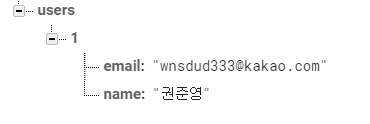 users
1
email: "wnsdud333@kakao.com"
name: "권준영"